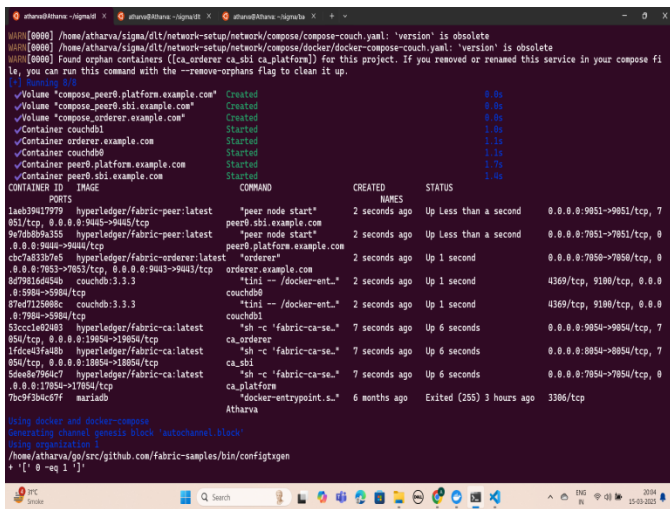 atharva@Atharva: ~/sigma/dl
atharva@Atharva: ~/sigma/dlt
atharva@Atharva: ~/sigma/ba
WARN[0000] /home/atharva/sigma/dlt/network-setup/network/compose/compose-couch.yaml: 'version' is obsolete
WARN[0000] /home/atharva/sigma/dlt/network-setup/network/compose/docker/docker-compose-couch.yaml: 'version' is obsolete
WARN[0000] Found orphan containers ([ca_orderer ca_sbi ca_platform]) for this project. If you removed or renamed this service in your compose fi
le, you can run this command with the --remove-orphans flag to clean it up.
[+] Running 8/8
✔Volume "compose_peer0.platform.example.com" Created 0.0s
✔Volume "compose_peer0.sbi.example.com" Created 0.0s
✔Volume "compose_orderer.example.com" Created 0.0s
✔Container couchdb1 Started 1.0s
✔Container orderer.example.com Started 1.1s
✔Container couchdb0 Started 1.1s
✔Container peer0.platform.example.com Started 1.7s
✔Container peer0.sbi.example.com Started 1.4s
CONTAINER ID IMAGE COMMAND CREATED STATUS
PORTS NAMES
1aeb39417979 hyperledger/fabric-peer:latest "peer node start" 2 seconds ago Up Less than a second 0.0.0.0:9051->9051/tcp, 7
051/tcp, 0.0.0.0:9445->9445/tcp peer0.sbi.example.com
9e7db8b9a355 hyperledger/fabric-peer:latest "peer node start" 2 seconds ago Up Less than a second 0.0.0.0:7051->7051/tcp, 0
.0.0.0:9444->9444/tcp peer0.platform.example.com
cbc7a833b7e5 hyperledger/fabric-orderer:latest "orderer" 2 seconds ago Up 1 second 0.0.0.0:7050->7050/tcp, 0
.0.0.0:7053->7053/tcp, 0.0.0.0:9443->9443/tcp orderer.example.com
8d79816d454b couchdb:3.3.3 "tini -- /docker-ent…" 2 seconds ago Up 1 second 4369/tcp, 9100/tcp, 0.0.0
.0:5984->5984/tcp couchdb0
87ed7125008c couchdb:3.3.3 "tini -- /docker-ent…" 2 seconds ago Up 1 second 4369/tcp, 9100/tcp, 0.0.0
.0:7984->5984/tcp couchdb1
53ccc1e02403 hyperledger/fabric-ca:latest "sh -c 'fabric-ca-se…" 7 seconds ago Up 6 seconds 0.0.0.0:9054->9054/tcp, 7
054/tcp, 0.0.0.0:19054->19054/tcp ca_orderer
1fdce43fa48b hyperledger/fabric-ca:latest "sh -c 'fabric-ca-se…" 7 seconds ago Up 6 seconds 0.0.0.0:8054->8054/tcp, 7
054/tcp, 0.0.0.0:18054->18054/tcp ca_sbi
5dee8e7964c7 hyperledger/fabric-ca:latest "sh -c 'fabric-ca-se…" 7 seconds ago Up 6 seconds 0.0.0.0:7054->7054/tcp, 0
.0.0.0:17054->17054/tcp ca_platform
7bc9f3b4c67f mariadb "docker-entrypoint.s…" 6 months ago Exited (255) 3 hours ago 3306/tcp
Atharva
Using docker and docker-compose
Generating channel genesis block 'autochannel.block'
Using organization 1
/home/atharva/go/src/github.com/fabric-samples/bin/configtxgen
+ '[' 0 -eq 1 ']'
31°C
Smoke
Search
ENG
IN
20:04
15-03-2025